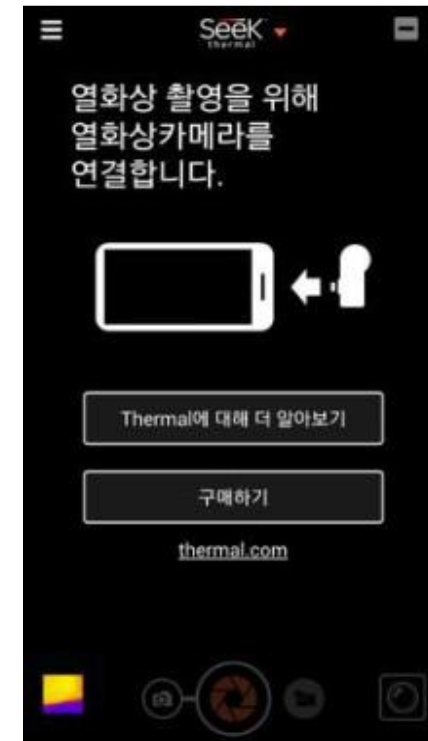 Seek
thermal
열화상 촬영을 위해
열화상카메라를
연결합니다.
Thermal에 대해 더 알아보기
구매하기
thermal.com